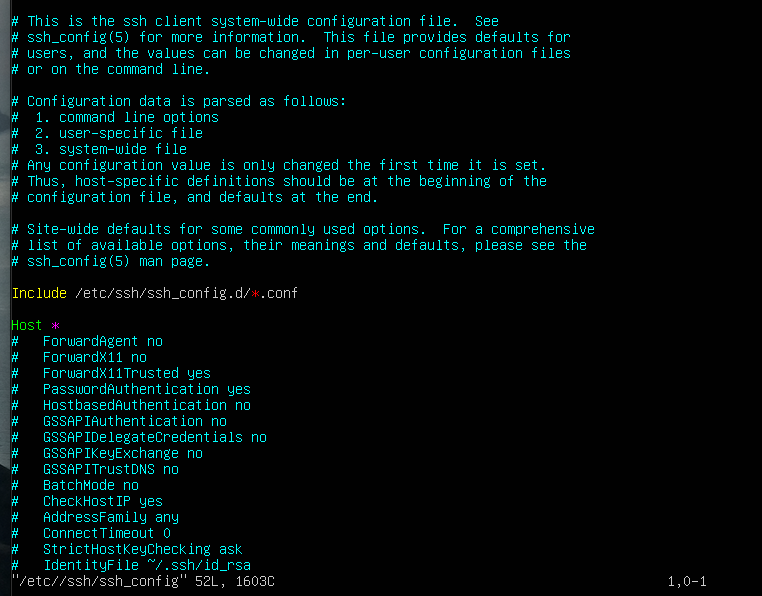 # This is the ssh client system-wide configuration file.  See
# ssh_config(5) for more information.  This file provides defaults for
# users, and the values can be changed in per-user configuration files
# or on the command line.

# Configuration data is parsed as follows:
#  1. command line options
#  2. user-specific file
#  3. system-wide file
# Any configuration value is only changed the first time it is set.
# Thus, host-specific definitions should be at the beginning of the
# configuration file, and defaults at the end.

# Site-wide defaults for some commonly used options.  For a comprehensive
# list of available options, their meanings and defaults, please see the
# ssh_config(5) man page.

Include /etc/ssh/ssh_config.d/*.conf

Host *
#   ForwardAgent no
#   ForwardX11 no
#   ForwardX11Trusted yes
#   PasswordAuthentication yes
#   HostbasedAuthentication no
#   GSSAPIAuthentication no
#   GSSAPIDelegateCredentials no
#   GSSAPIKeyExchange no
#   GSSAPITrustDNS no
#   BatchMode no
#   CheckHostIP yes
#   AddressFamily any
#   ConnectTimeout 0
#   StrictHostKeyChecking ask
#   IdentityFile ~/.ssh/id_rsa
"/etc//ssh/ssh_config" 52L, 1603C 1,0-1